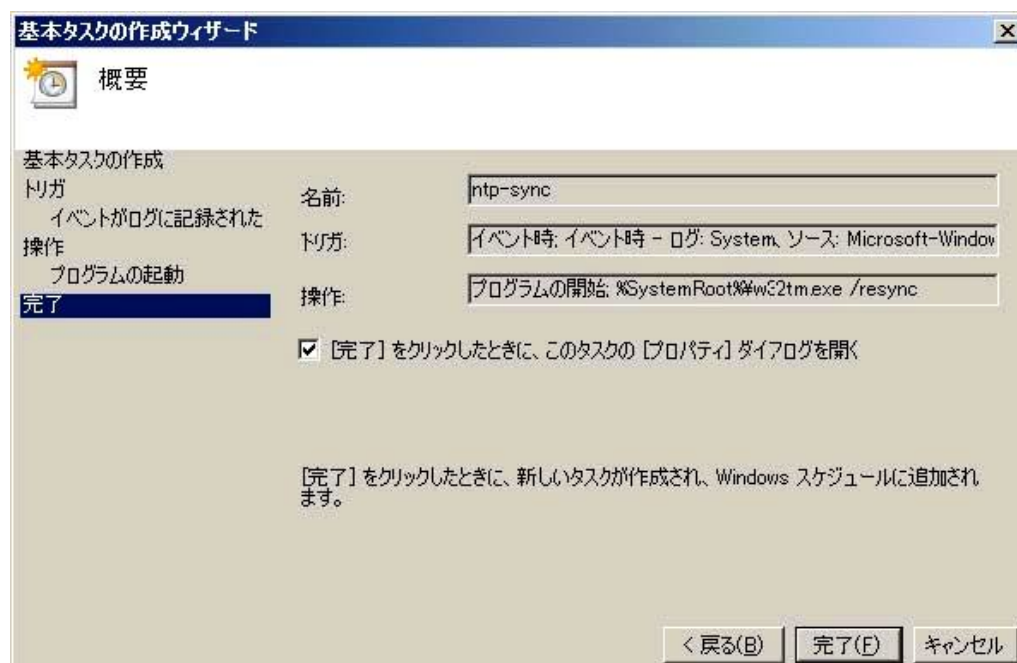 基本タスクの作成ウィザード
概要
基本タスクの作成
トリガ
イベントがログに記録された
操作
プログラムの起動
完了
名前:
ntp-sync
トリガ:
イベント時; イベント時 - ログ: System、ソース: Microsoft-Window
操作:
プログラムの開始; %SystemRoot%¥w32tm.exe /resync
[完了] をクリックしたときに、このタスクの [プロパティ] ダイアログを開く
[完了] をクリックしたときに、新しいタスクが作成され、Windows スケジュールに追加され
ます。
< 戻る(B)
完了(F)
キャンセル